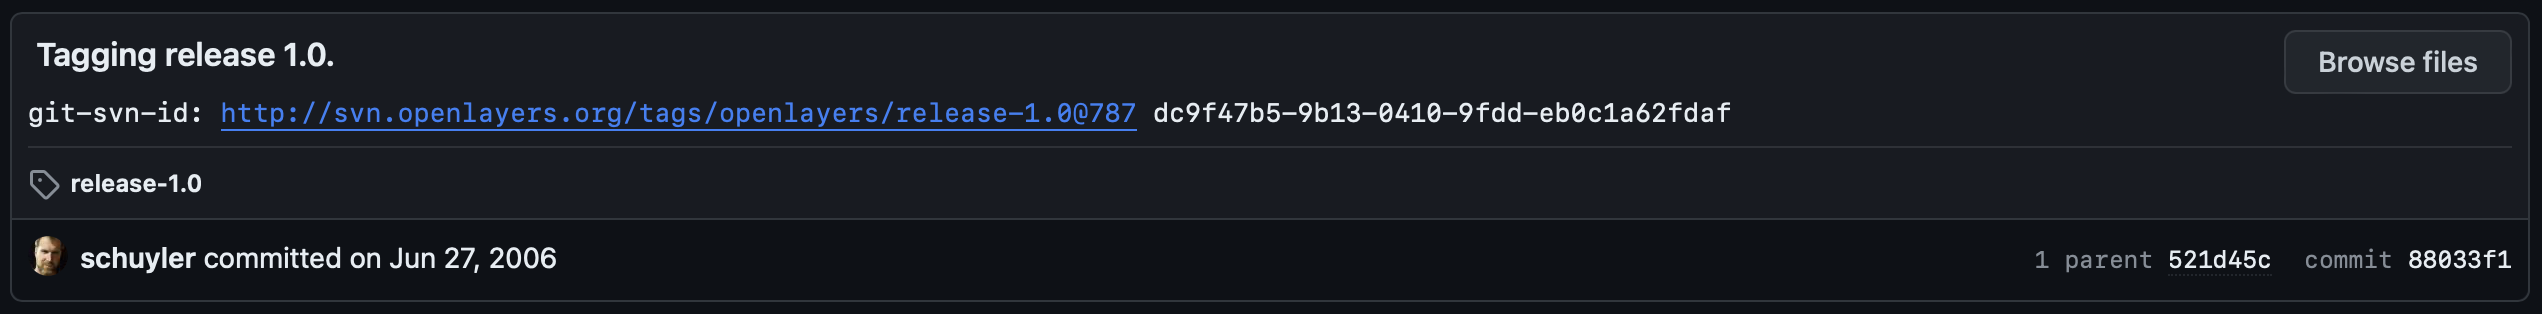 Tagging release 1.0.
Browse files
git-svn-id: http://svn.openlayers.org/tags/openlayers/release-1.0@787 dc9f47b5-9b13-0410-9fdd-eb0c1a62fdaf
release-1.0
schuyler committed on Jun 27, 2006
1 parent 521d45c commit 88033f1